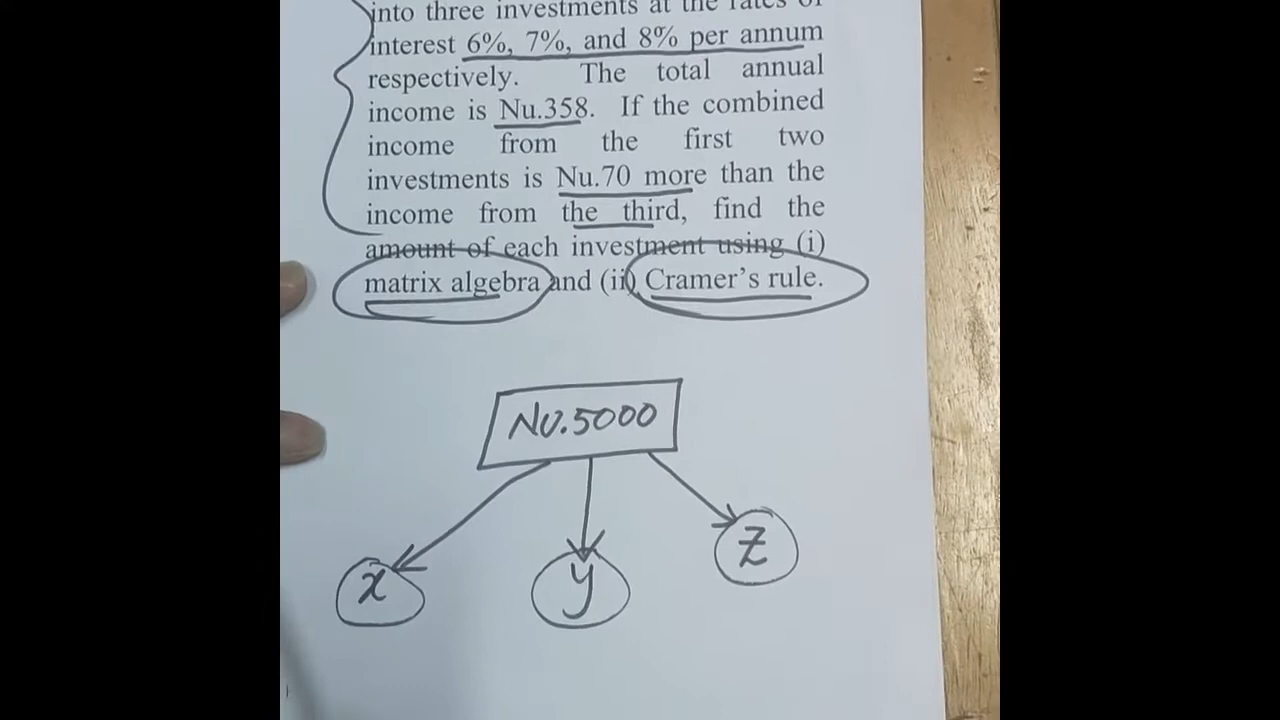 into three investments at the rates of
interest 6%, 7%, and 8% per annum
respectively. The total annual
income is Nu.358. If the combined
income from the first two
investments is Nu.70 more than the
income from the third, find the
amount of each investment using (i)
matrix algebra and (ii) Cramer's rule.
Nu.5000
z
x
y